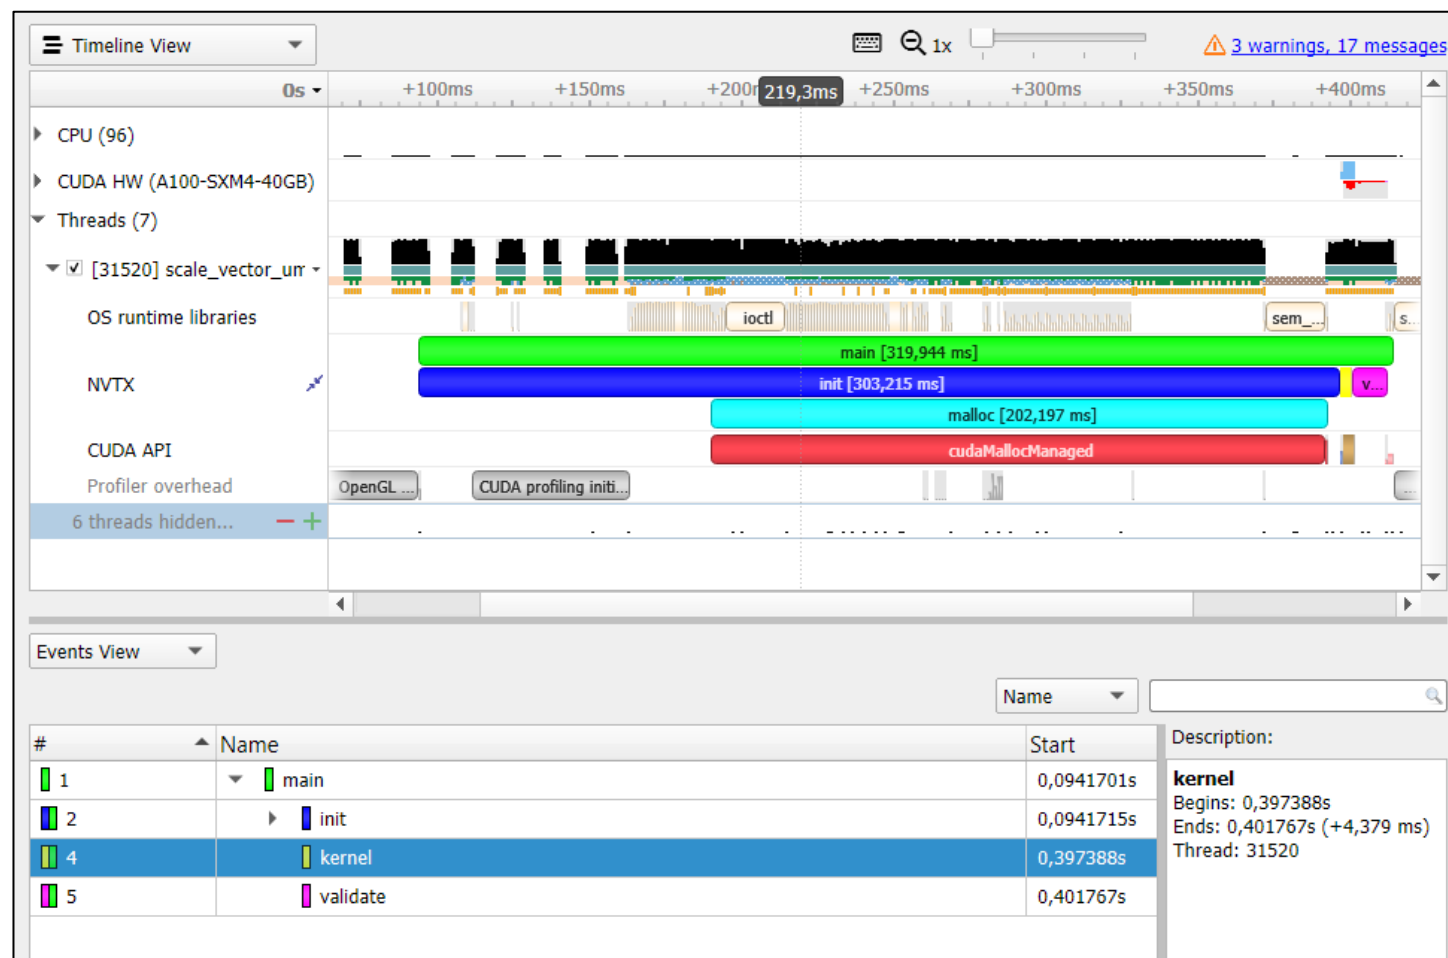 Timeline View
1x
3 warnings, 17 messages
0s
+100ms
+150ms
+200
219,3ms
+250ms
+300ms
+350ms
+400ms
CPU (96)
CUDA HW (A100-SXM4-40GB)
Threads (7)
[31520] scale_vector_um
OS runtime libraries
ioctl
sem_...
s...
main [319,944 ms]
NVTX
init [303,215 ms]
v...
malloc [202,197 ms]
CUDA API
cudaMallocManaged
Profiler overhead
OpenGL ...
CUDA profiling initi...
...
6 threads hidden...
Events View
Name
# Name Start
Description:
1 main 0,0941701s
2 init 0,0941715s
4 kernel 0,397388s
5 validate 0,401767s
kernel
Begins: 0,397388s
Ends: 0,401767s (+4,379 ms)
Thread: 31520